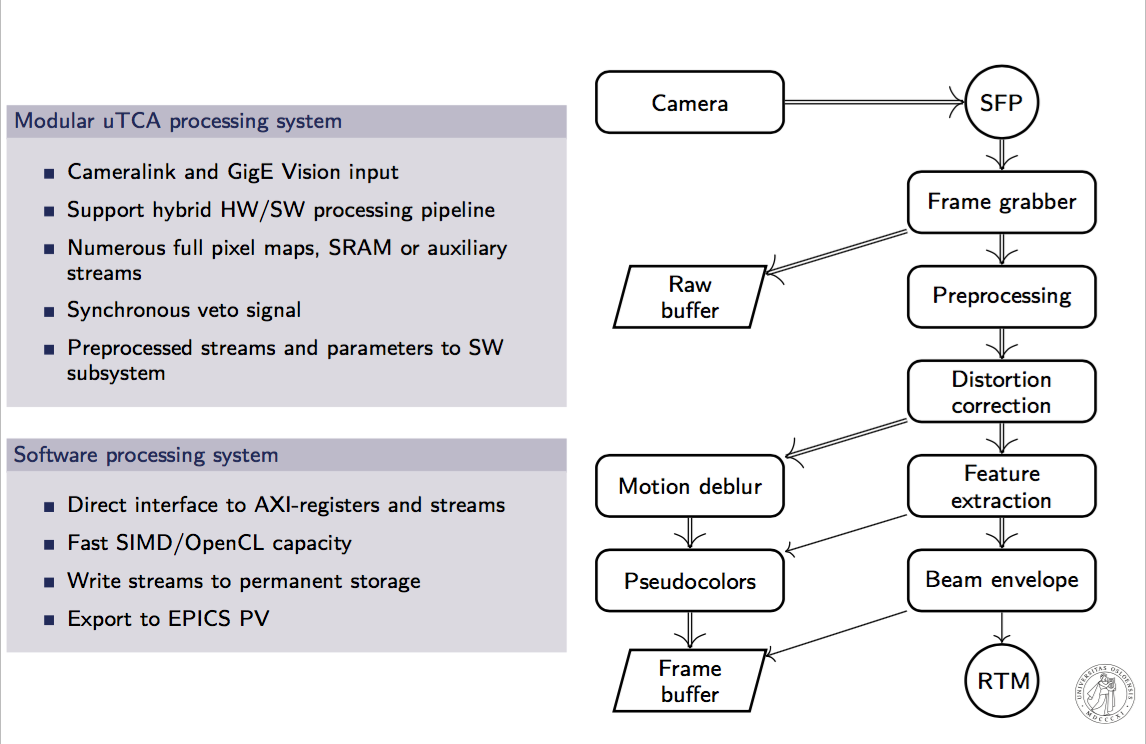 Modular uTCA processing system
Cameralink and GigE Vision input
Support hybrid HW/SW processing pipeline
Numerous full pixel maps, SRAM or auxiliary
streams
Synchronous veto signal
Preprocessed streams and parameters to SW
subsystem
Software processing system
Direct interface to AXI-registers and streams
Fast SIMD/OpenCL capacity
Write streams to permanent storage
Export to EPICS PV
Camera
SFP
Frame grabber
Raw
buffer
Preprocessing
Distortion
correction
Motion deblur
Feature
extraction
Pseudocolors
Beam envelope
Frame
buffer
RTM
UNIVERSITAS OSLOENSIS
MDCCCXI